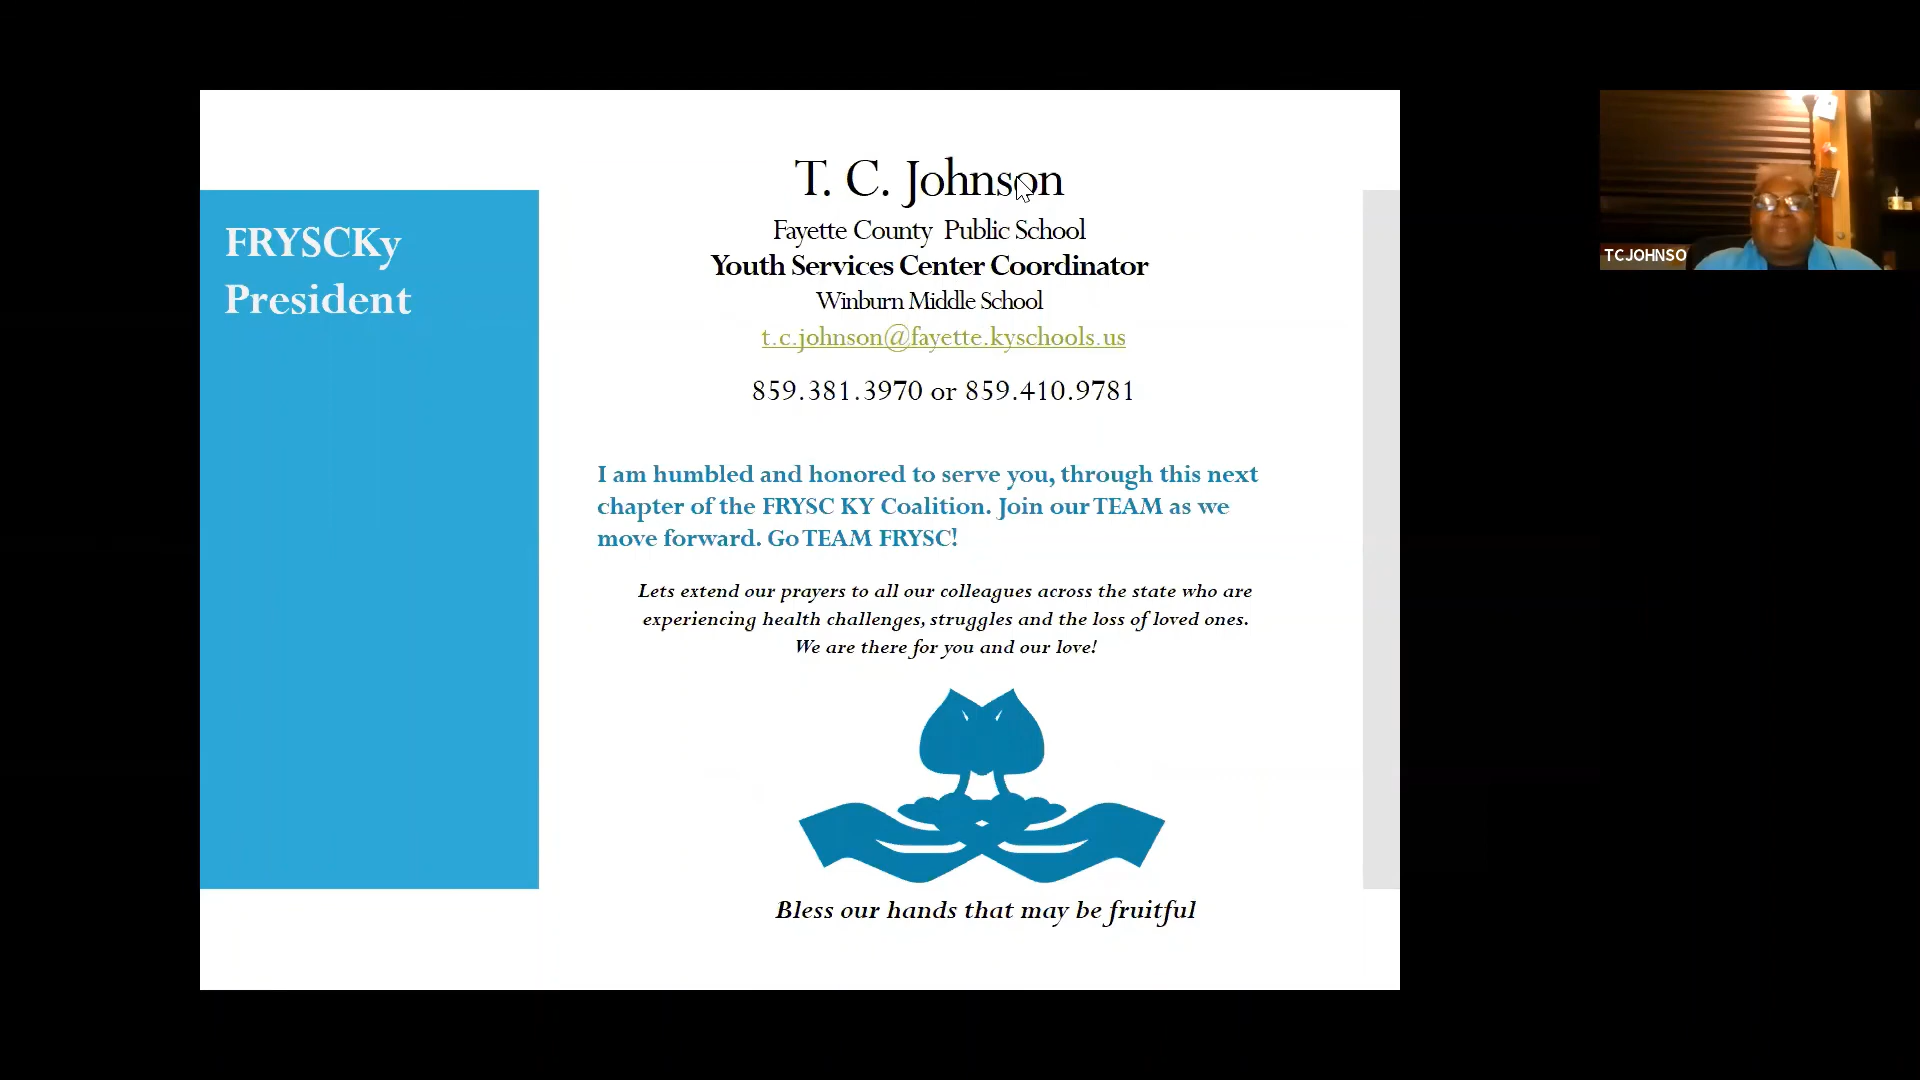 FRYSCKy
President
T. C. Johnson
Fayette County Public School
Youth Services Center Coordinator
Winburn Middle School
t.c.johnson@fayette.kyschools.us
859.381.3970 or 859.410.9781
I am humbled and honored to serve you, through this next
chapter of the FRYSC KY Coalition. Join our TEAM as we
move forward. Go TEAM FRYSC!
Lets extend our prayers to all our colleagues across the state who are
experiencing health challenges, struggles and the loss of loved ones.
We are there for you and our love!
Bless our hands that may be fruitful
TCJOHNSO